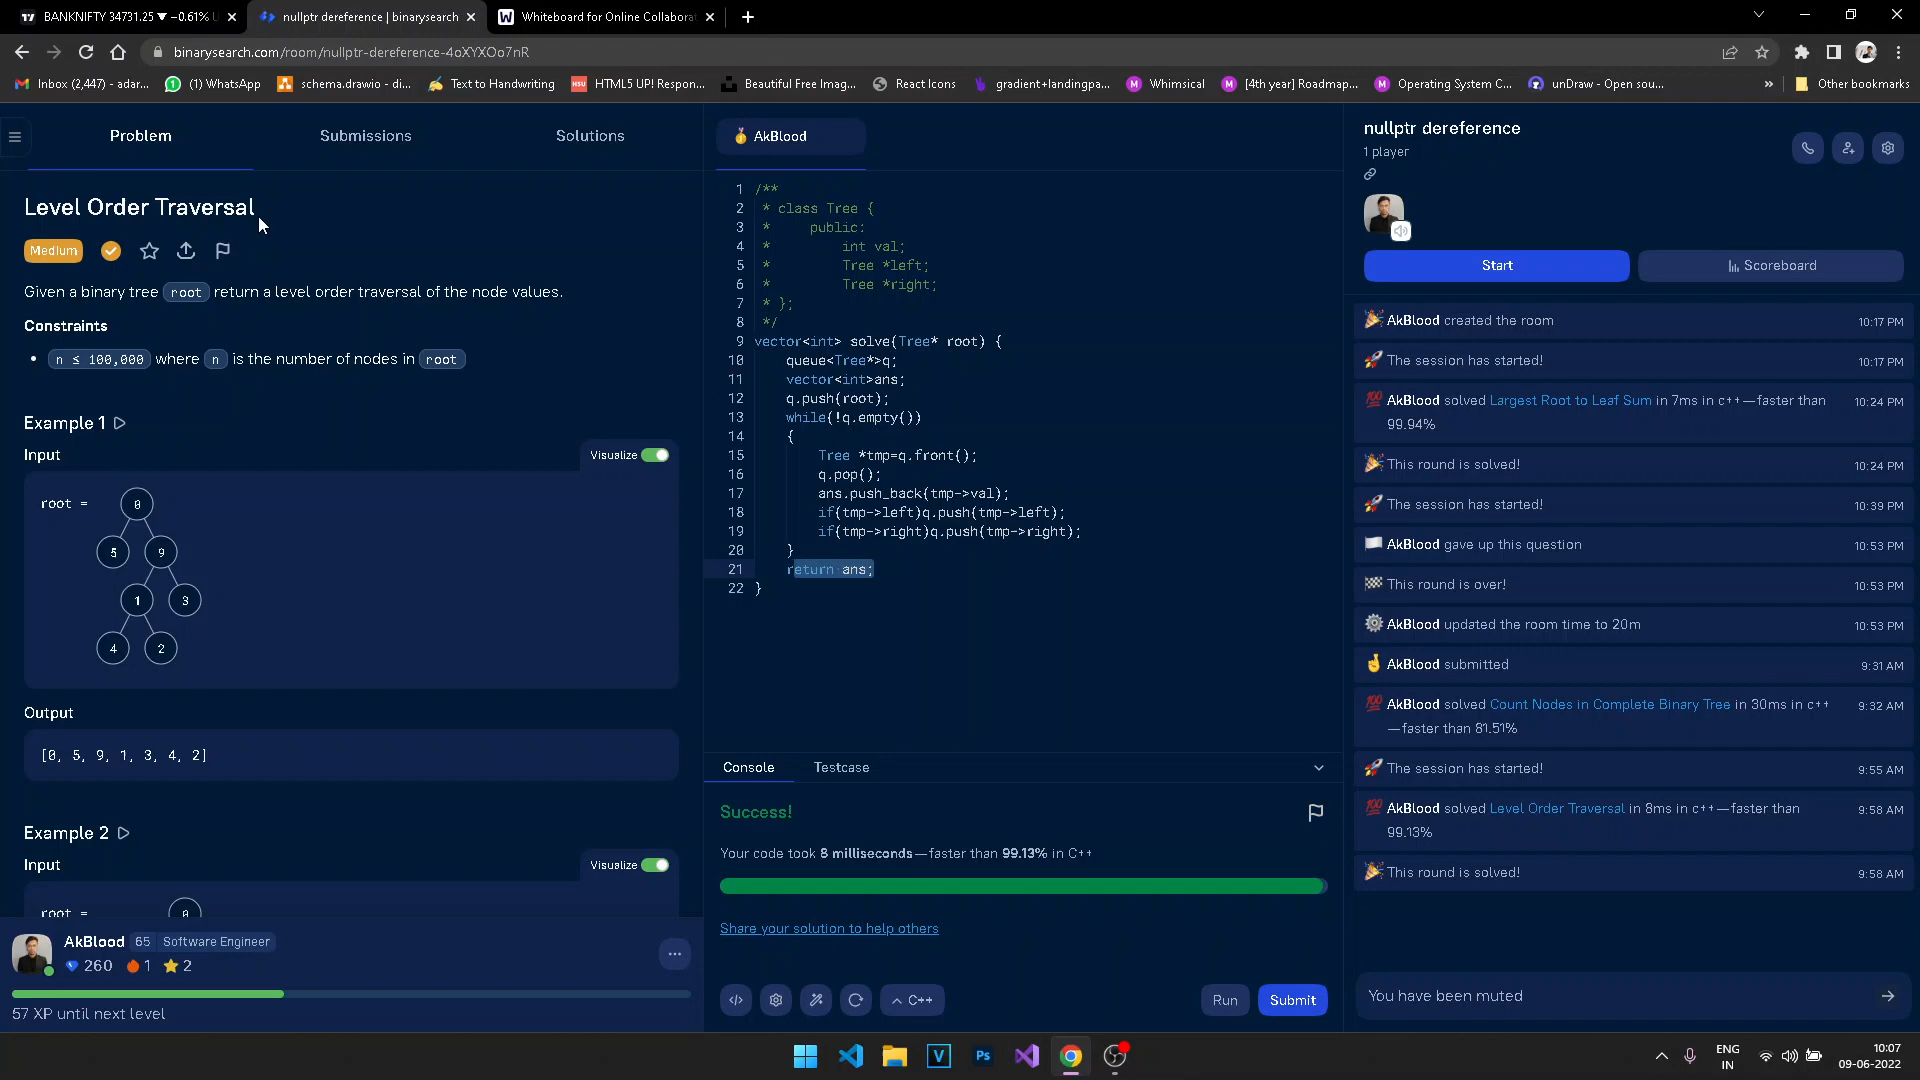 BANKNIFTY 34731.25 ▼ −0.61% U
nullptr dereference | binarysearch
Whiteboard for Online Collaborat
binarysearch.com/room/nullptr-dereference-4oXYXOo7nR
Inbox (2,447) - adar...
(1) WhatsApp
schema.drawio - di...
Text to Handwriting
HTML5 UP! Respon...
Beautiful Free Imag...
React Icons
gradient+landingpa...
Whimsical
[4th year] Roadmap...
Operating System C...
unDraw - Open sou...
»
Other bookmarks
Problem
Submissions
Solutions
Level Order Traversal
Medium
Given a binary tree root return a level order traversal of the node values.
Constraints
• n ≤ 100,000 where n is the number of nodes in root
Example 1
Input
Visualize
root =
0
5 9
1 3
4 2
Output
[0, 5, 9, 1, 3, 4, 2]
Example 2
Input
Visualize
root =
0
AkBlood 65 Software Engineer
260 1 2
57 XP until next level
AkBlood
1 /**
2 * class Tree {
3 *    public:
4 *        int val;
5 *        Tree *left;
6 *        Tree *right;
7 * };
8 */
9 vector<int> solve(Tree* root) {
10    queue<Tree*>q;
11    vector<int>ans;
12    q.push(root);
13    while(!q.empty())
14    {
15        Tree *tmp=q.front();
16        q.pop();
17        ans.push_back(tmp->val);
18        if(tmp->left)q.push(tmp->left);
19        if(tmp->right)q.push(tmp->right);
20    }
21    return ans;
22 }
Console
Testcase
Success!
Your code took 8 milliseconds—faster than 99.13% in C++
Share your solution to help others
C++
Run
Submit
nullptr dereference
1 player
Start
Scoreboard
AkBlood created the room 10:17 PM
The session has started! 10:17 PM
AkBlood solved Largest Root to Leaf Sum in 7ms in c++—faster than 10:24 PM
99.94%
This round is solved! 10:24 PM
The session has started! 10:39 PM
AkBlood gave up this question 10:53 PM
This round is over! 10:53 PM
AkBlood updated the room time to 20m 10:53 PM
AkBlood submitted 9:31 AM
AkBlood solved Count Nodes in Complete Binary Tree in 30ms in c++ 9:32 AM
—faster than 81.51%
The session has started! 9:55 AM
AkBlood solved Level Order Traversal in 8ms in c++—faster than 9:58 AM
99.13%
This round is solved! 9:58 AM
You have been muted
V
Ps
ENG
IN
10:07
09-06-2022